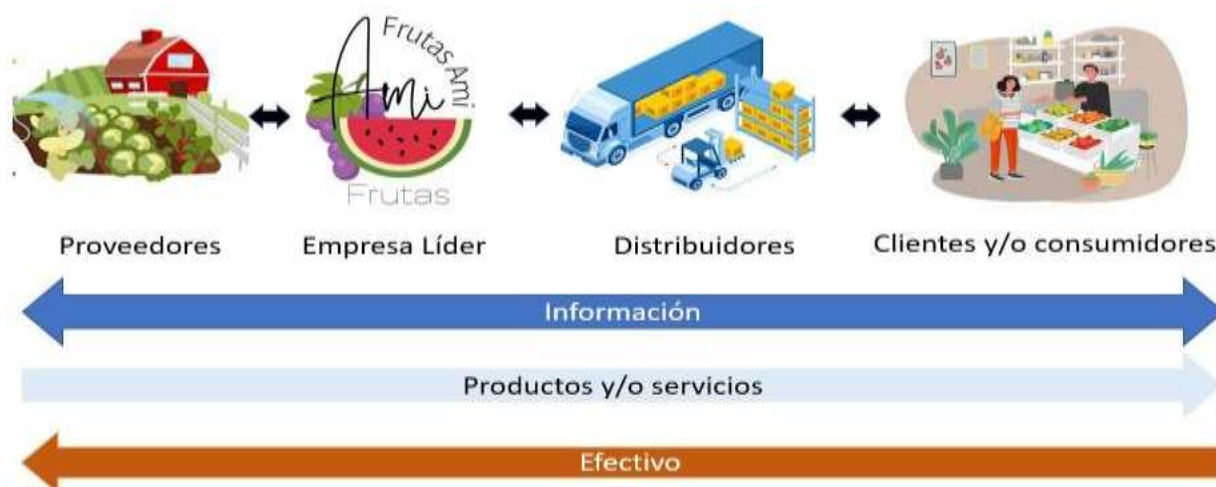 Frutas Ami
Ami
Frutas
Proveedores
Empresa Líder
Distribuidores
Clientes y/o consumidores
Información
Productos y/o servicios
Efectivo